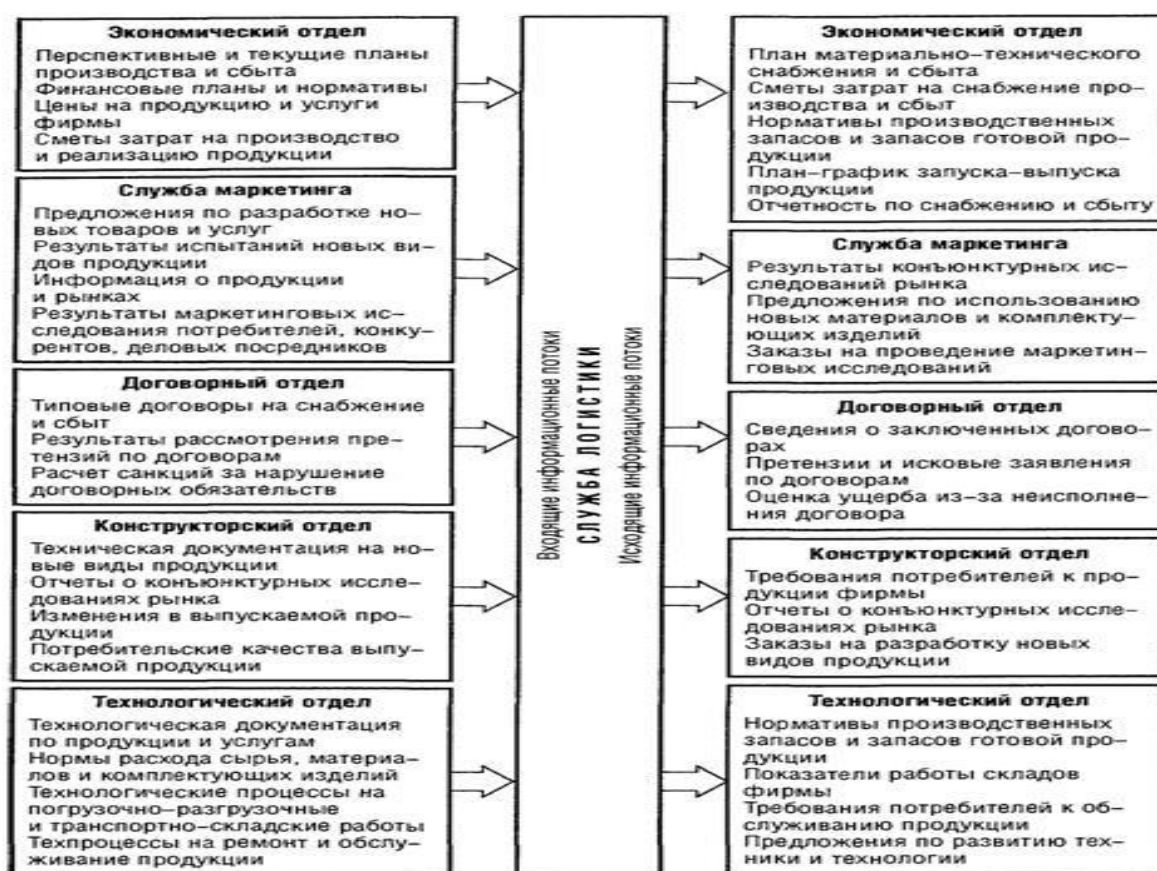 Экономический отдел
Перспективные и текущие планы
производства и сбыта
Финансовые планы и нормативы
Цены на продукцию и услуги
фирмы
Сметы затрат на производство
и реализацию продукции
Служба маркетинга
Предложения по разработке но-
вых товаров и услуг
Результаты испытаний новых ви-
дов продукции
Информация о продукции
и рынках
Результаты маркетинговых ис-
следования потребителей, конку-
рентов, деловых посредников
Договорный отдел
Типовые договоры на снабжение
и сбыт
Результаты рассмотрения пре-
тензий по договорам
Расчет санкций за нарушение
договорных обязательств
Конструкторский отдел
Техническая документация на но-
вые виды продукции
Отчеты о конъюнктурных иссле-
дованиях рынка
Изменения в выпускаемой про-
дукции
Потребительские качества выпу-
скаемой продукции
Технологический отдел
Технологическая документация
по продукции и услугам
Нормы расхода сырья, материа-
лов и комплектующих изделий
Технологические процессы на
погрузочно-разгрузочные
и транспортно-складские работы
Техпроцессы на ремонт и обслу-
живание продукции
Входящие информационные потоки
СЛУЖБА ЛОГИСТИКИ
Исходящие информационные потоки
Экономический отдел
План материально-технического
снабжения и сбыта
Сметы затрат на снабжение про-
изводства и сбыт
Нормативы производственных
запасов и запасов готовой про-
дукции
План-график запуска-выпуска
продукции
Отчетность по снабжению и сбыту
Служба маркетинга
Результаты конъюнктурных ис-
следований рынка
Предложения по использованию
новых материалов и комплекту-
ющих изделий
Заказы на проведение маркетин-
говых исследований
Договорный отдел
Сведения о заключенных догово-
рах
Претензии и исковые заявления
по договорам
Оценка ущерба из-за неисполне-
ния договора
Конструкторский отдел
Требования потребителей к про-
дукции фирмы
Отчеты о конъюнктурных иссле-
дованиях рынка
Заказы на разработку новых
видов продукции
Технологический отдел
Нормативы производственных
запасов и запасов готовой про-
дукции
Показатели работы складов
фирмы
Требования потребителей к об-
служиванию продукции
Предложения по развитию тех-
ники и технологии